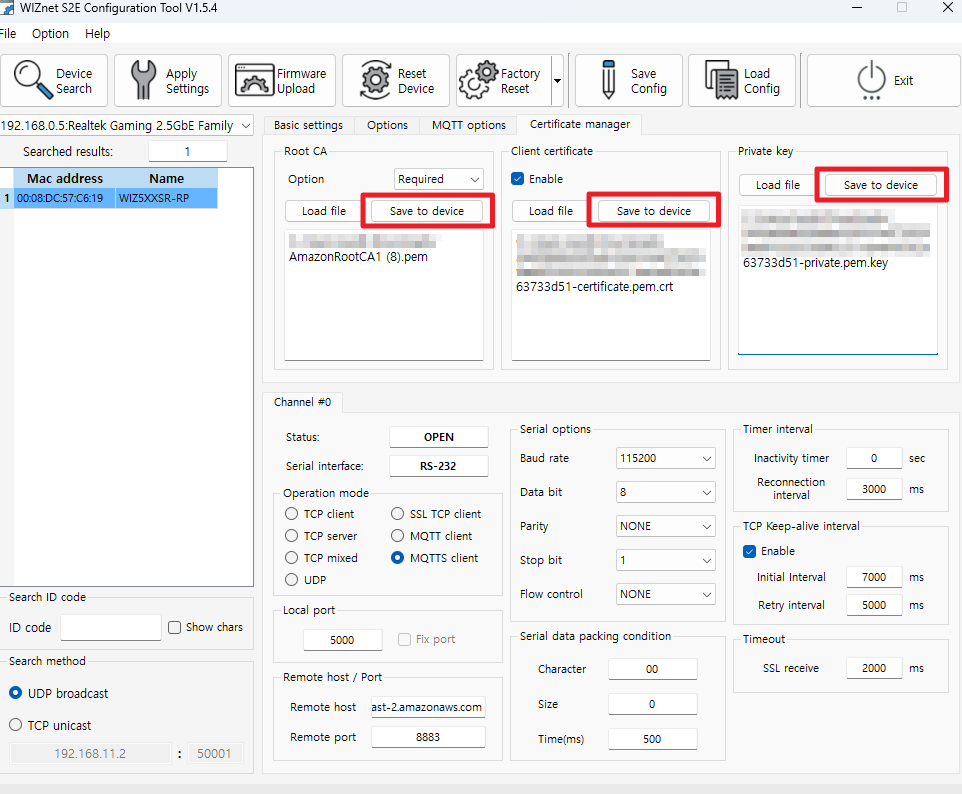 WIZnet S2E Configuration Tool V1.5.4
File Option Help
Device Search
Apply Settings
Firmware Upload
Reset Device
Factory Reset
Save Config
Load Config
Exit
192.168.0.5:Realtek Gaming 2.5GbE Family
Searched results: 1
Mac address Name
1 00:08:DC:57:C6:19 WIZ5XXSR-RP
Search ID code
ID code Show chars
Search method
UDP broadcast
TCP unicast
192.168.11.2 : 50001
Basic settings Options MQTT options Certificate manager
Root CA
Option Required
Load file Save to device
AmazonRootCA1 (8).pem
Client certificate
Enable
Load file Save to device
63733d51-certificate.pem.crt
Private key
Load file Save to device
63733d51-private.pem.key
Channel #0
Status: OPEN
Serial interface: RS-232
Operation mode
TCP client SSL TCP client
TCP server MQTT client
TCP mixed MQTTS client
UDP
Local port
5000 Fix port
Remote host / Port
Remote host ast-2.amazonaws.com
Remote port 8883
Serial options
Baud rate 115200
Data bit 8
Parity NONE
Stop bit 1
Flow control NONE
Serial data packing condition
Character 00
Size 0
Time(ms) 500
Timer interval
Inactivity timer 0 sec
Reconnection interval 3000 ms
TCP Keep-alive interval
Enable
Initial Interval 7000 ms
Retry interval 5000 ms
Timeout
SSL receive 2000 ms